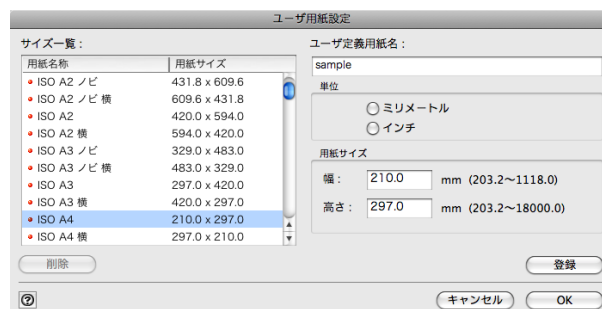 ユーザ用紙設定
サイズ一覧：
用紙名称 用紙サイズ
ISO A2 ノビ 431.8 x 609.6
ISO A2 ノビ 横 609.6 x 431.8
ISO A2 420.0 x 594.0
ISO A2 横 594.0 x 420.0
ISO A3 ノビ 329.0 x 483.0
ISO A3 ノビ 横 483.0 x 329.0
ISO A3 297.0 x 420.0
ISO A3 横 420.0 x 297.0
ISO A4 210.0 x 297.0
ISO A4 横 297.0 x 210.0
削除
ユーザ定義用紙名：
sample
単位
ミリメートル
インチ
用紙サイズ
幅： 210.0 mm (203.2～1118.0)
高さ： 297.0 mm (203.2～18000.0)
登録
? キャンセル OK